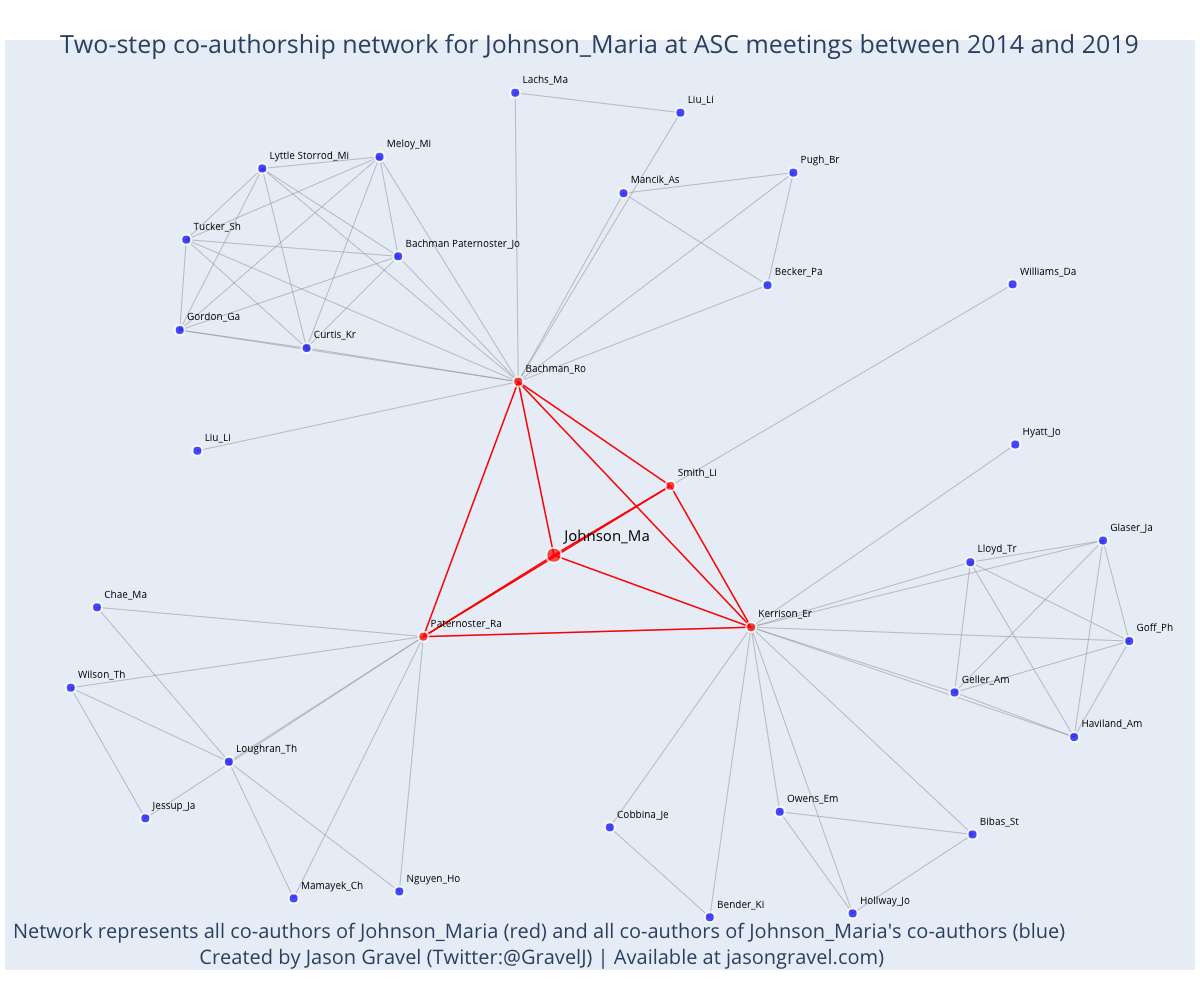 Two-step co-authorship network for Johnson_Maria at ASC meetings between 2014 and 2019
Lachs_Ma
Liu_Li
Meloy_Mi
Lyttle Storrod_Mi
Pugh_Br
Mancik_As
Tucker_Sh
Bachman Paternoster_Jo
Becker_Pa
Williams_Da
Gordon_Ga
Curtis_Kr
Bachman_Ro
Liu_Li
Hyatt_Jo
Smith_Li
Glaser_Ja
Johnson_Ma
Lloyd_Tr
Chae_Ma
Paternoster_Ra
Kerrison_Er
Goff_Ph
Wilson_Th
Geller_Am
Haviland_Am
Loughran_Th
Jessup_Ja
Owens_Em
Cobbina_Je
Bibas_St
Mamayek_Ch
Nguyen_Ho
Bender_Ki
Hollway_Jo
Network represents all co-authors of Johnson_Maria (red) and all co-authors of Johnson_Maria's co-authors (blue)
Created by Jason Gravel (Twitter:@GravelJ) | Available at jasongravel.com)